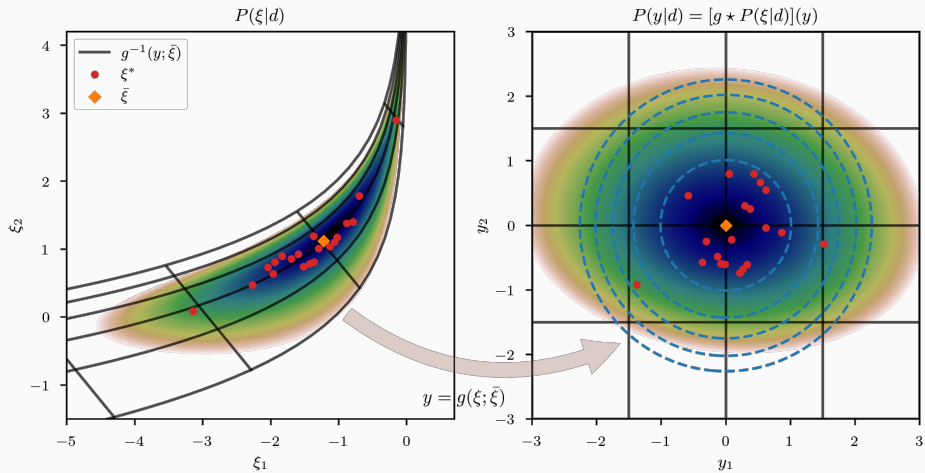 P(ξ|d)
g⁻¹(y; ξ̄)
ξ*
ξ̄
4
3
2
1
0
−1
ξ₂
−5 −4 −3 −2 −1 0
ξ₁
y = g(ξ; ξ̄)
P(y|d) = [g ⋆ P(ξ|d)](y)
3
2
1
0
−1
−2
−3
y₂
−3 −2 −1 0 1 2 3
y₁